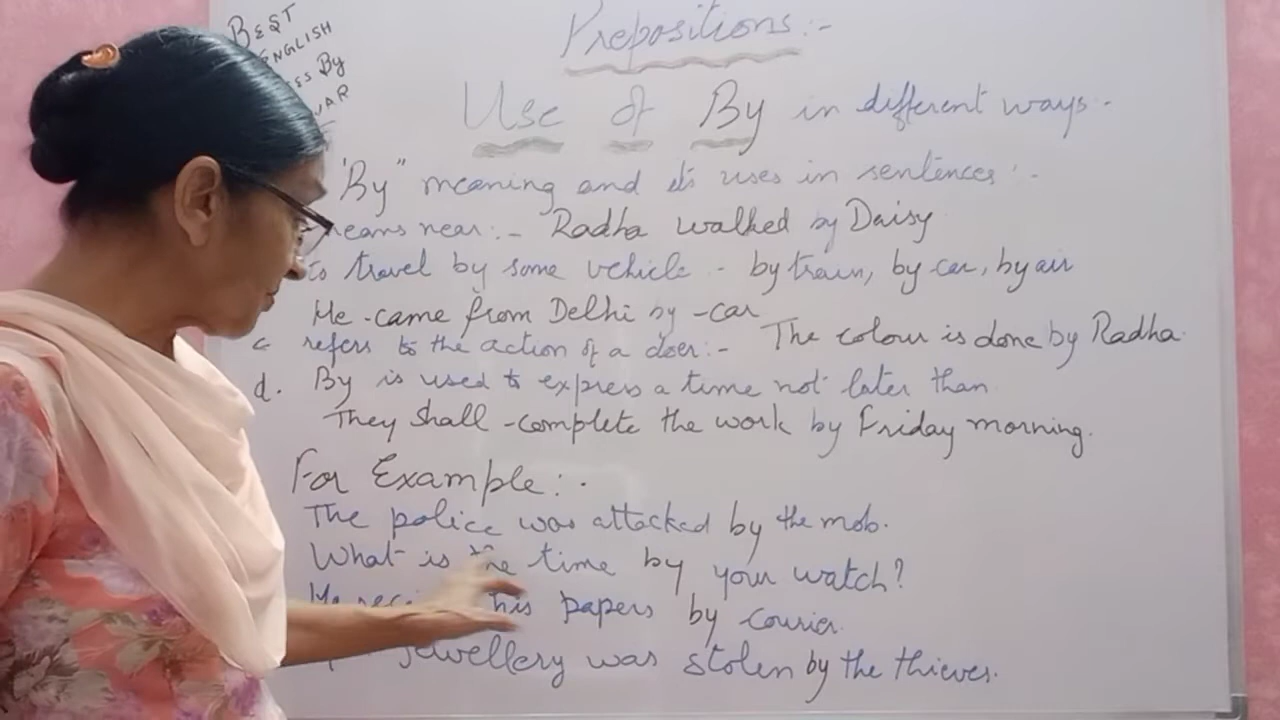 BEST
ENGLISH
By
Prepositions:-
Use of By in different ways.
"By" meaning and its uses in sentences:-
means near:- Radha walked by Daisy
to travel by some vehicle - by train, by car, by air
He came from Delhi by -car
c refers to the action of a doer:- The colour is done by Radha.
d. By is used to express a time not later than
They shall -complete the work by Friday morning.
For Example:-
The police was attacked by the mob.
What is the time by your watch?
He his papers by courier.
jewellery was stolen by the thieves.